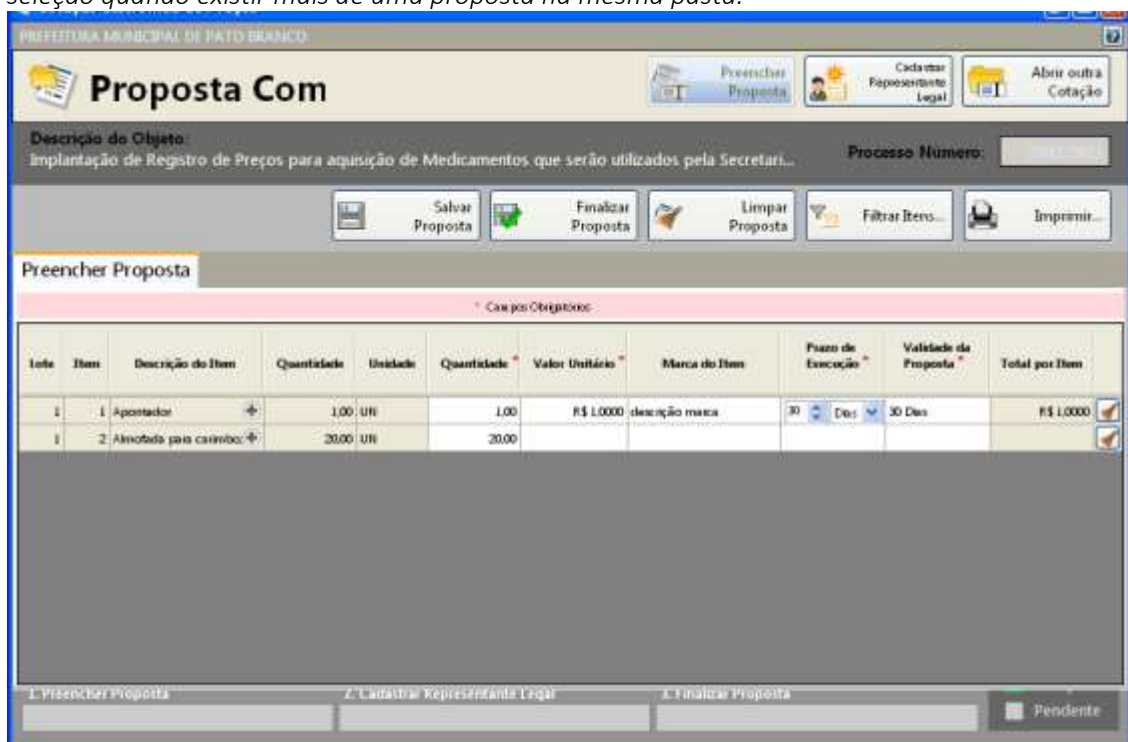 seleção quando existir mais de uma proposta na mesma pasta.
PREFEITURA MUNICIPAL DE PATO BRANCO
Proposta Com
Preencher Proposta
Cadastrar Representante Legal
Abrir outra Cotação
Descrição do Objeto:
Implantação de Registro de Preços para aquisição de Medicamentos que serão utilizados pela Secretari...
Processo Número:
Salvar Proposta
Finalizar Proposta
Limpar Proposta
Filtrar Itens...
Imprimir...
Preencher Proposta
* Campos Obrigatórios
Lote Item Descrição do Item Quantidade Unidade Quantidade * Valor Unitário * Marca do Item Prazo de Execução * Validade da Proposta * Total por Item
1 1 Apontador + 1,00 UN 1,00 R$ 1,0000 descrição marca 30 Dias 30 Dias R$ 1,0000
1 2 Almofada para carimbo: + 20,00 UN 20,00
1. Preencher Proposta
2. Cadastrar Representante Legal
3. Finalizar Proposta
Pendente